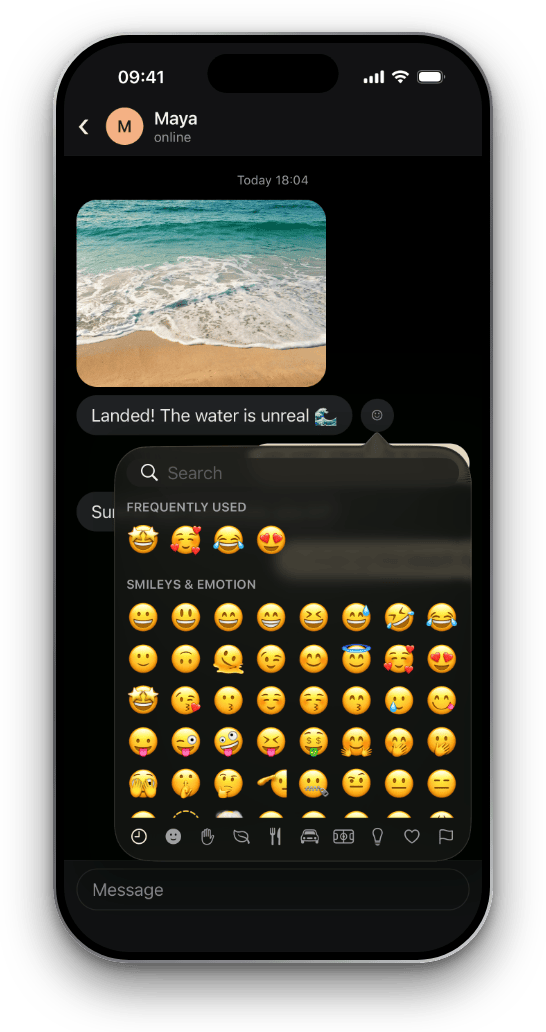 09:41
M
Maya
online
Today 18:04
Landed! The water is unreal 🌊
Search
FREQUENTLY USED
SMILEYS & EMOTION
Message